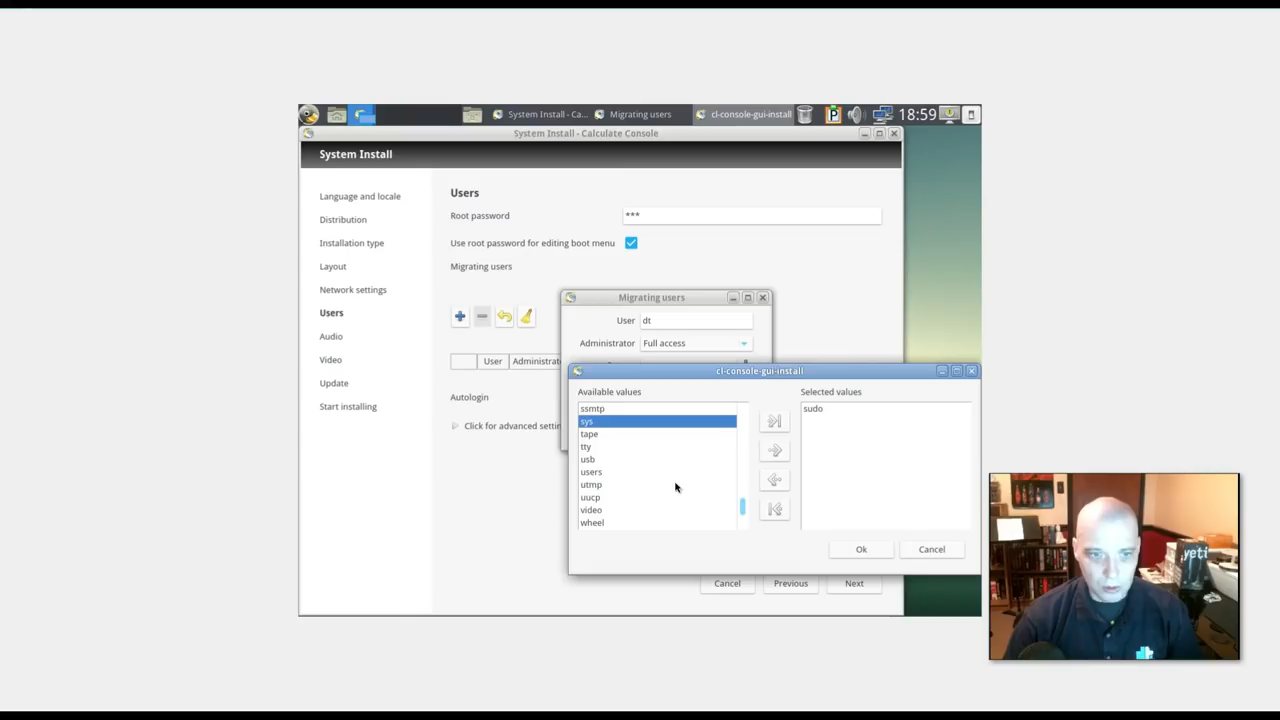 System Install - Ca...
Migrating users
cl-console-gui-install
P
18:59
System Install - Calculate Console
System Install
Language and locale
Distribution
Installation type
Layout
Network settings
Users
Audio
Video
Update
Start installing
Users
Root password
***
Use root password for editing boot menu
Migrating users
User
Administrato
Autologin
Click for advanced settin
Migrating users
User
dt
Administrator
Full access
cl-console-gui-install
Available values
ssmtp
sys
tape
tty
usb
users
utmp
uucp
video
wheel
Selected values
sudo
Ok
Cancel
Cancel
Previous
Next
yeti